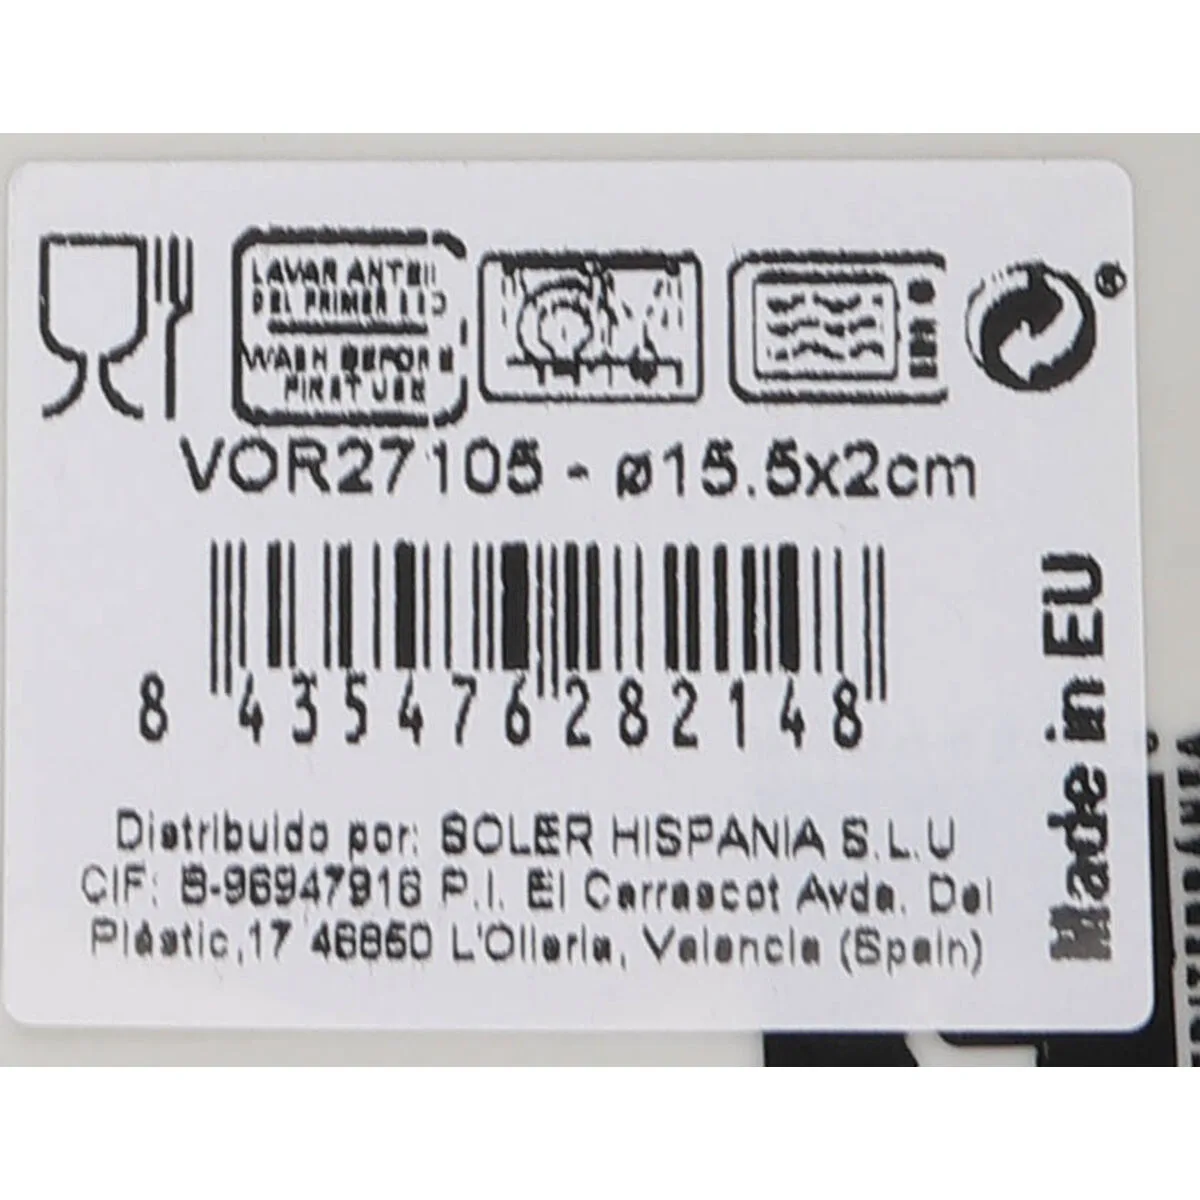 LAVAR ANTES
DEL PRIMER USO
WASH BEFORE
FIRST USE
®
VOR27105 - ø15.5x2cm
8 435476 282148
Made in EU
Distribuido por: SOLER HISPANIA S.L.U
CIF: B-96947916 P.I. El Carrascot Avda. Del
Plástic,17 46850 L'Olleria, Valencia (Spain)